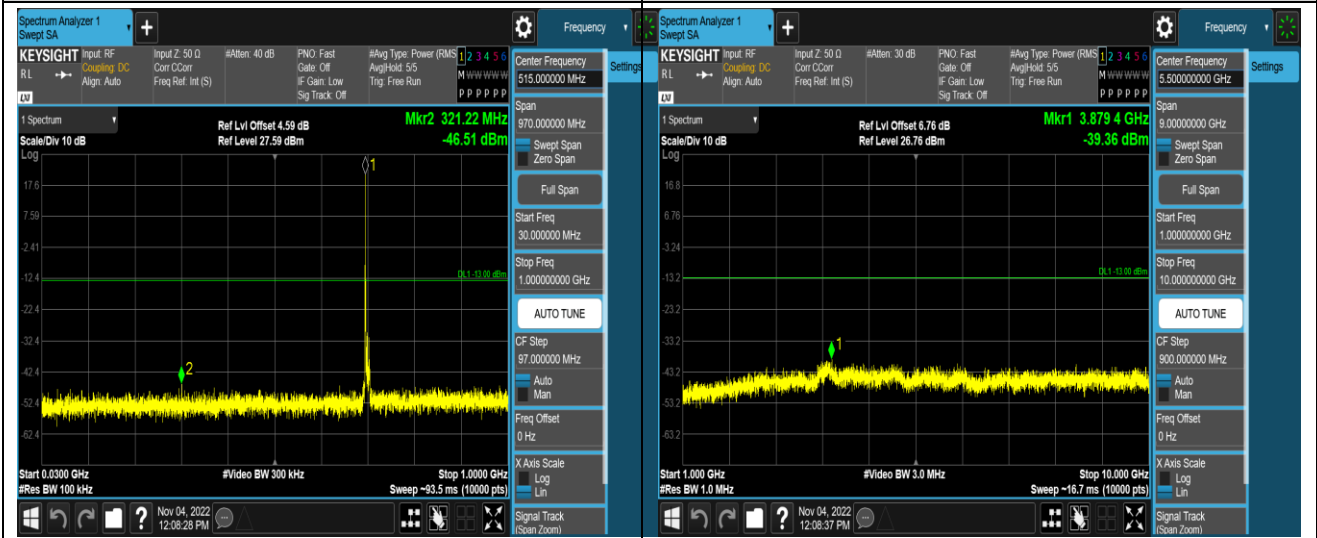 Spectrum Analyzer 1
Swept SA
+
Frequency
KEYSIGHT
RL
LXI
Input: RF
Coupling: DC
Align: Auto
Input Z: 50 Ω
Corr CCorr
Freq Ref: Int (S)
#Atten: 40 dB
PNO: Fast
Gate: Off
IF Gain: Low
Sig Track: Off
#Avg Type: Power (RMS
Avg|Hold: 5/5
Trig: Free Run
1 2 3 4 5 6
M W W W W W
P P P P P P
1 Spectrum
Scale/Div 10 dB
Log
Ref Lvl Offset 4.59 dB
Ref Level 27.59 dBm
Mkr2 321.22 MHz
-46.51 dBm
1
17.6
7.59
-2.41
DL1 -13.00 dBm
-12.4
-22.4
-32.4
2
-42.4
-52.4
-62.4
Start 0.0300 GHz
#Res BW 100 kHz
#Video BW 300 kHz
Stop 1.0000 GHz
Sweep ~93.5 ms (10000 pts)
Nov 04, 2022
12:08:28 PM
Settings
Center Frequency
515.000000 MHz
Span
970.000000 MHz
Swept Span
Zero Span
Full Span
Start Freq
30.000000 MHz
Stop Freq
1.000000000 GHz
AUTO TUNE
CF Step
97.000000 MHz
Auto
Man
Freq Offset
0 Hz
X Axis Scale
Log
Lin
Signal Track
(Span Zoom)
Spectrum Analyzer 1
Swept SA
+
Frequency
KEYSIGHT
RL
LXI
Input: RF
Coupling: DC
Align: Auto
Input Z: 50 Ω
Corr CCorr
Freq Ref: Int (S)
#Atten: 30 dB
PNO: Fast
Gate: Off
IF Gain: Low
Sig Track: Off
#Avg Type: Power (RMS
Avg|Hold: 5/5
Trig: Free Run
1 2 3 4 5 6
M W W W W W
P P P P P P
1 Spectrum
Scale/Div 10 dB
Log
Ref Lvl Offset 6.76 dB
Ref Level 26.76 dBm
Mkr1 3.879 4 GHz
-39.36 dBm
16.8
6.76
-3.24
DL1 -13.00 dBm
-13.2
-23.2
-33.2
1
-43.2
-53.2
-63.2
Start 1.000 GHz
#Res BW 1.0 MHz
#Video BW 3.0 MHz
Stop 10.000 GHz
Sweep ~16.7 ms (10000 pts)
Nov 04, 2022
12:08:37 PM
Settings
Center Frequency
5.500000000 GHz
Span
9.00000000 GHz
Swept Span
Zero Span
Full Span
Start Freq
1.000000000 GHz
Stop Freq
10.000000000 GHz
AUTO TUNE
CF Step
900.000000 MHz
Auto
Man
Freq Offset
0 Hz
X Axis Scale
Log
Lin
Signal Track
(Span Zoom)